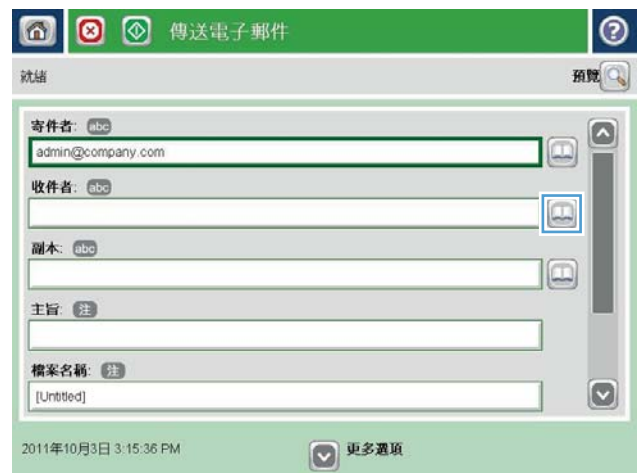 傳送電子郵件
就緒
預覽
寄件者: abc
admin@company.com
收件者: abc
副本: abc
主旨: 注
檔案名稱: 注
[Untitled]
2011年10月3日 3:15:36 PM
更多選項